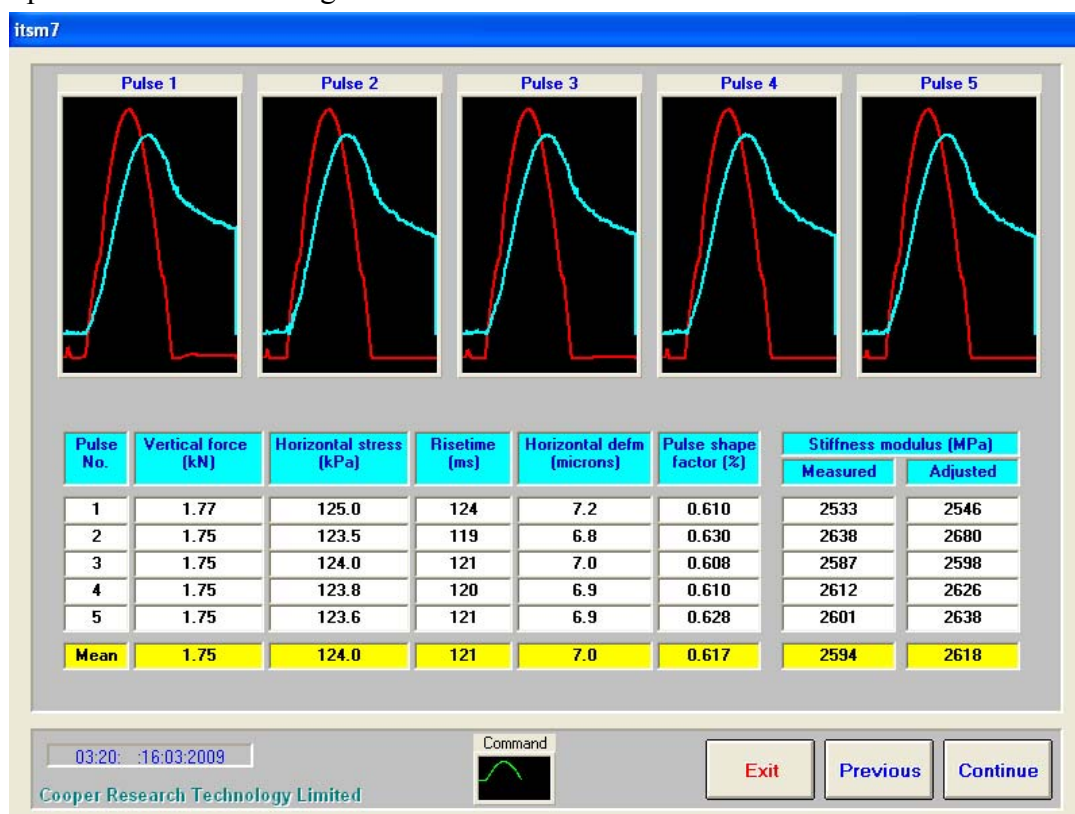 itsm7
Pulse 1 Pulse 2 Pulse 3 Pulse 4 Pulse 5
Pulse No. Vertical force (kN) Horizontal stress (kPa) Risetime (ms) Horizontal defm (microns) Pulse shape factor (%) Stiffness modulus (MPa)
Measured Adjusted
1 1.77 125.0 124 7.2 0.610 2533 2546
2 1.75 123.5 119 6.8 0.630 2638 2680
3 1.75 124.0 121 7.0 0.608 2587 2598
4 1.75 123.8 120 6.9 0.610 2612 2626
5 1.75 123.6 121 6.9 0.628 2601 2638
Mean 1.75 124.0 121 7.0 0.617 2594 2618
03:20: :16:03:2009
Command
Exit Previous Continue
Cooper Research Technology Limited